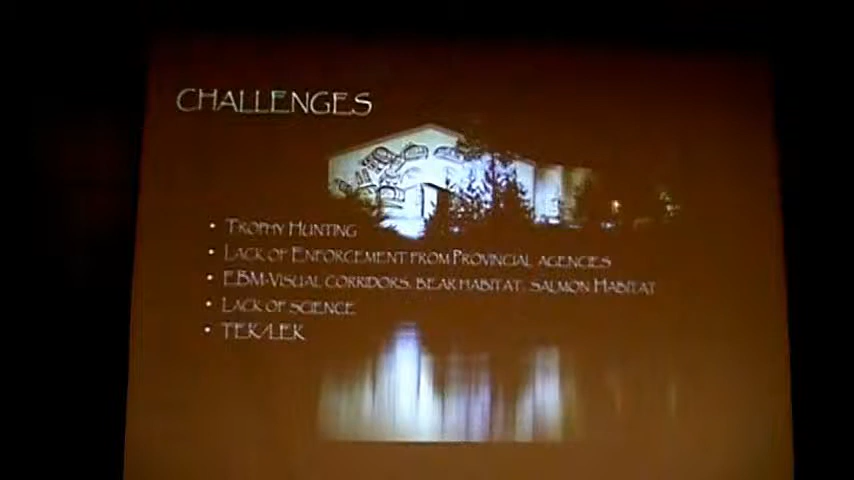 CHALLENGES
• TROPHY HUNTING
• LACK OF ENFORCEMENT FROM PROVINCIAL AGENCIES
• EBM-VISUAL CORRIDORS, BEAR HABITAT, SALMON HABITAT
• LACK OF SCIENCE
• TEK/LEK